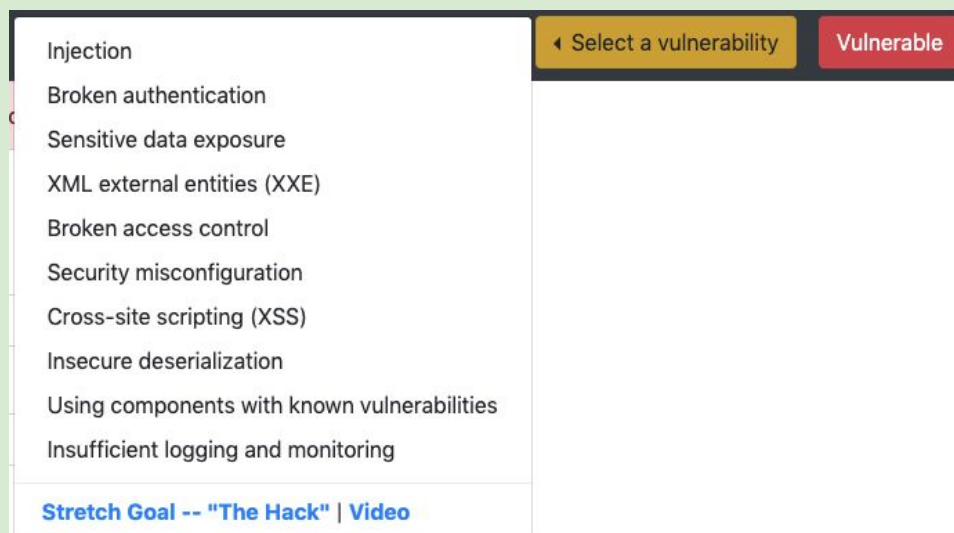 Injection
Broken authentication
Sensitive data exposure
XML external entities (XXE)
Broken access control
Security misconfiguration
Cross-site scripting (XSS)
Insecure deserialization
Using components with known vulnerabilities
Insufficient logging and monitoring
Stretch Goal -- "The Hack" | Video
Select a vulnerability
Vulnerable